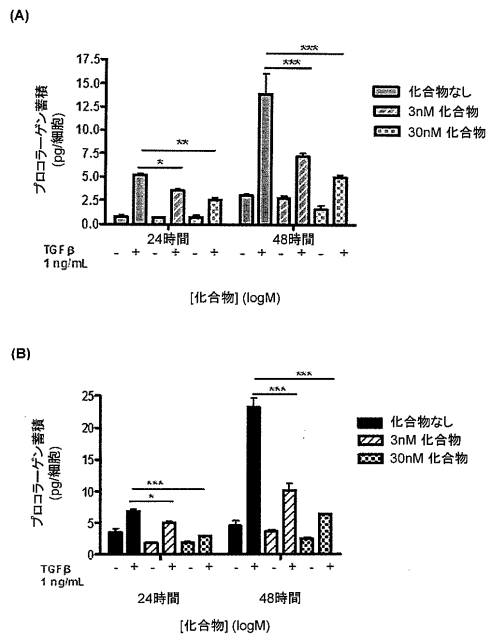 (A)
プロコラーゲン蓄積
(pg/細胞)
17.5
15.0
12.5
10.0
7.5
5.0
2.5
0.0
***
***
**
*
化合物なし
3nM 化合物
30nM 化合物
24時間
48時間
TGFβ
1 ng/mL
- + - + - + - + - + - +
[化合物] (logM)
(B)
プロコラーゲン蓄積
(pg/細胞)
25
20
15
10
5
0
***
***
***
*
化合物なし
3nM 化合物
30nM 化合物
TGFβ
1 ng/mL
- + - + - + - + - + - +
24時間
48時間
[化合物] (logM)